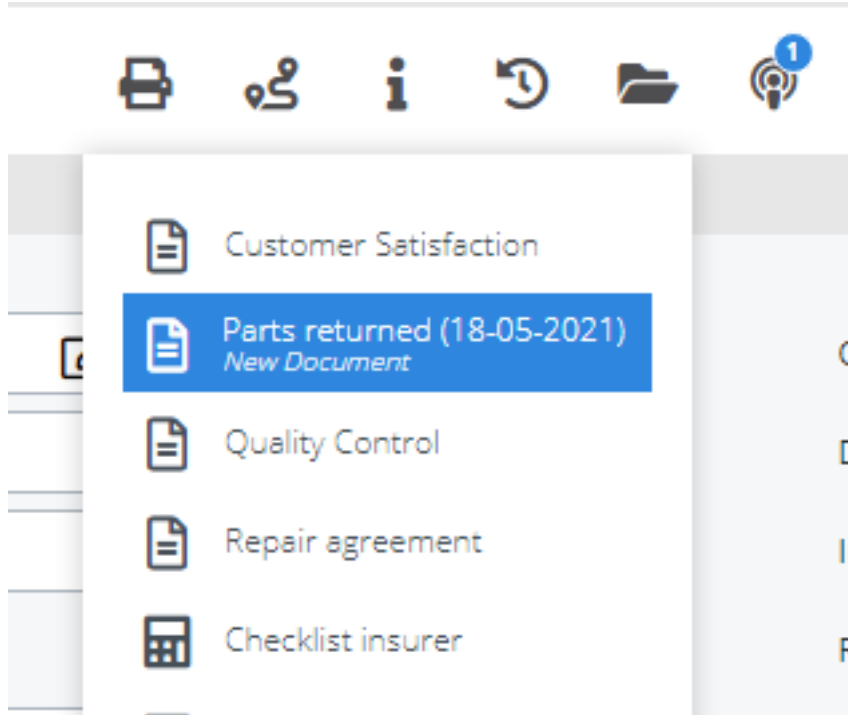 1
Customer Satisfaction
Parts returned (18-05-2021)
New Document
Quality Control
Repair agreement
Checklist insurer